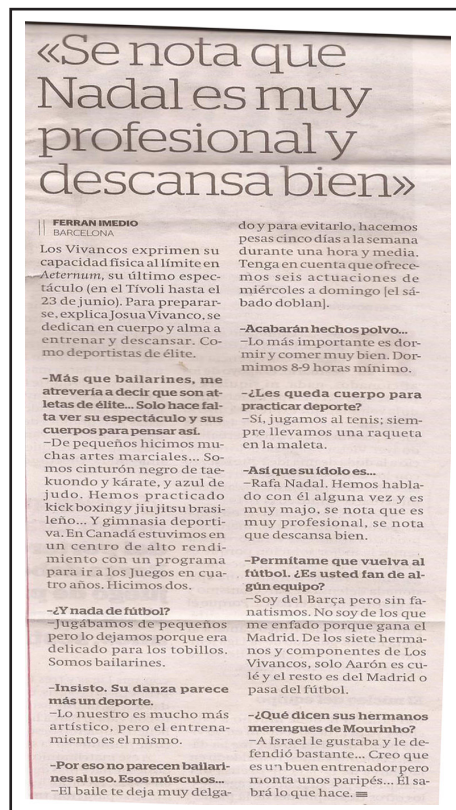 «Se nota que
Nadal es muy
profesional y
descansa bien»
FERRAN IMEDIO
BARCELONA
Los Vivancos exprimen su
capacidad física al límite en
Aeternum, su último espec-
táculo (en el Tívoli hasta el
23 de junio). Para preparar-
se, explica Josua Vivanco, se
dedican en cuerpo y alma a
entrenar y descansar. Co-
mo deportistas de élite.
–Más que bailarines, me
atrevería a decir que son at-
letas de élite... Solo hace fal-
ta ver su espectáculo y sus
cuerpos para pensar así.
–De pequeños hicimos mu-
chas artes marciales... So-
mos cinturón negro de tae-
kuondo y kárate, y azul de
judo. Hemos practicado
kick boxing y jiu jitsu brasi-
leño... Y gimnasia deporti-
va. En Canadá estuvimos en
un centro de alto rendi-
miento con un programa
para ir a los Juegos en cua-
tro años. Hicimos dos.
–¿Y nada de fútbol?
–Jugábamos de pequeños
pero lo dejamos porque era
delicado para los tobillos.
Somos bailarines.
–Insisto. Su danza parece
más un deporte.
–Lo nuestro es mucho más
artístico, pero el entrena-
miento es el mismo.
–Por eso no parecen bailari-
nes al uso. Esos músculos...
–El baile te deja muy delga-
do y para evitarlo, hacemos
pesas cinco días a la semana
durante una hora y media.
Tenga en cuenta que ofrece-
mos seis actuaciones de
miércoles a domingo [el sá-
bado doblan].
–Acabarán hechos polvo...
–Lo más importante es dor-
mir y comer muy bien. Dor-
mimos 8-9 horas mínimo.
–¿Les queda cuerpo para
practicar deporte?
–Sí, jugamos al tenis; siem-
pre llevamos una raqueta
en la maleta.
–Así que su ídolo es...
–Rafa Nadal. Hemos habla-
do con él alguna vez y es
muy majo, se nota que es
muy profesional, se nota
que descansa bien.
–Permítame que vuelva al
fútbol. ¿Es usted fan de al-
gún equipo?
–Soy del Barça pero sin fa-
natismos. No soy de los que
me enfado porque gana el
Madrid. De los siete herma-
nos y componentes de Los
Vivancos, solo Aarón es cu-
lé y el resto es del Madrid o
pasa del fútbol.
–¿Qué dicen sus hermanos
merengues de Mourinho?
–A Israel le gustaba y le de-
fendió bastante... Creo que
es un buen entrenador pero
monta unos paripés... Él sa-
brá lo que hace.